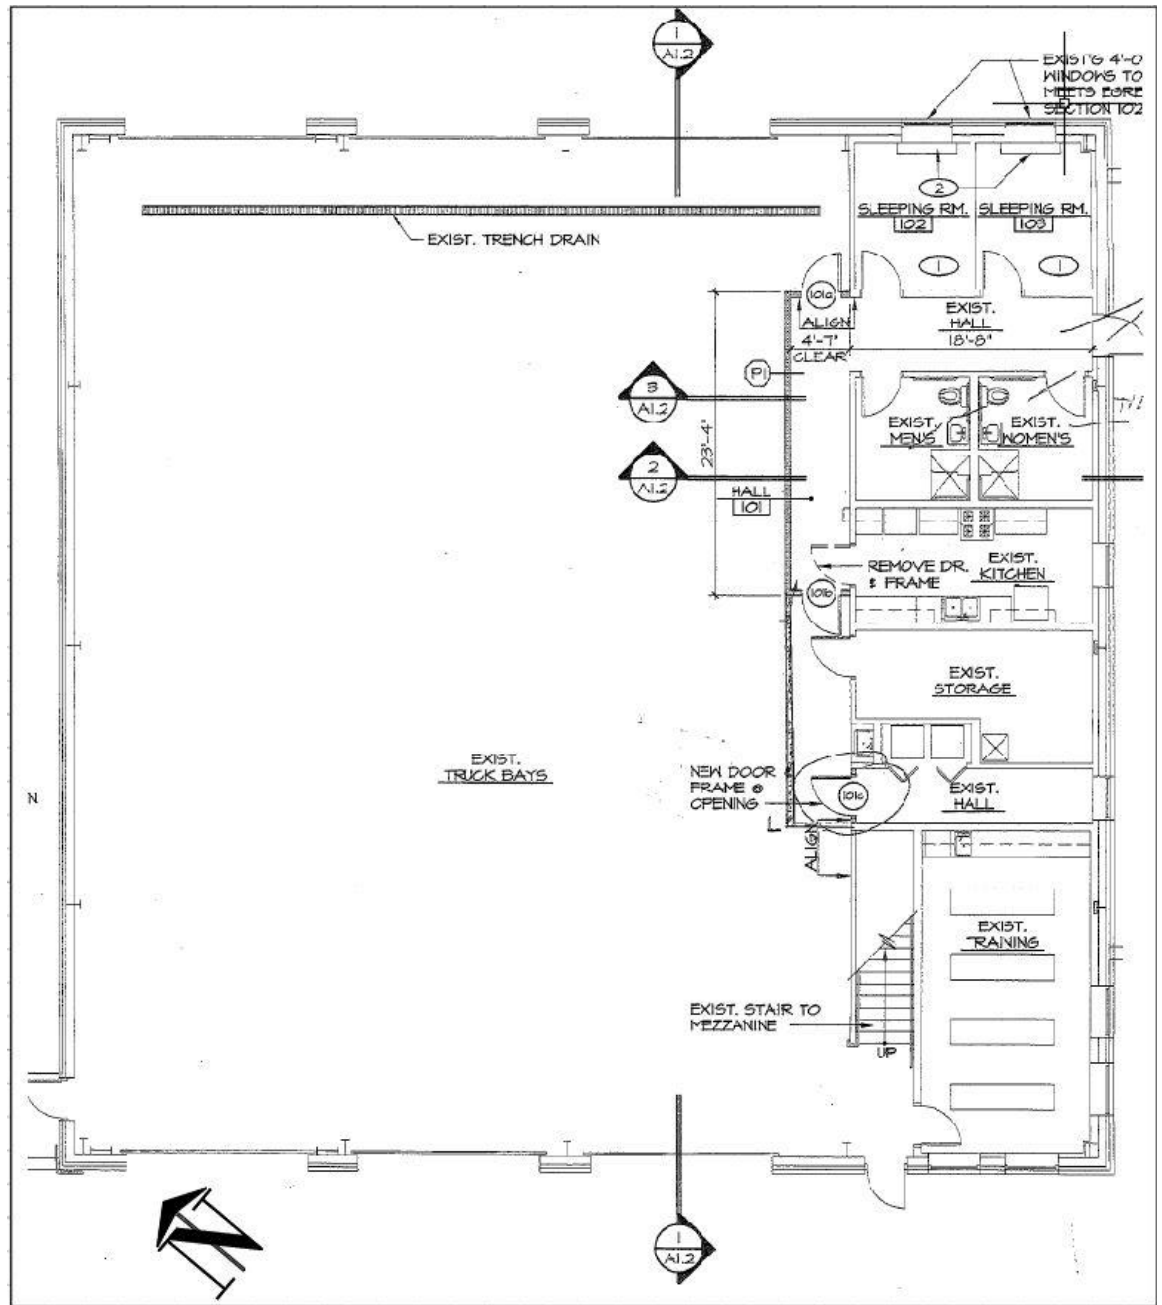 1
A1.2
EXIST'G 4'-0
WINDOWS TO
MEETS EGRE
SECTION 102
2
SLEEPING RM.
102
SLEEPING RM.
103
EXIST. TRENCH DRAIN
1
1
101a
ALIGN
4'-7"
CLEAR
EXIST.
HALL
18'-8"
P1
3
A1.2
EXIST.
MEN'S
EXIST.
WOMEN'S
23'-4"
2
A1.2
HALL
101
REMOVE DR.
& FRAME
EXIST.
KITCHEN
101b
EXIST.
STORAGE
EXIST.
TRUCK BAYS
NEW DOOR
FRAME @
OPENING
101c
EXIST.
HALL
N
ALIGN
EXIST.
TRAINING
EXIST. STAIR TO
MEZZANINE
UP
N
1
A1.2